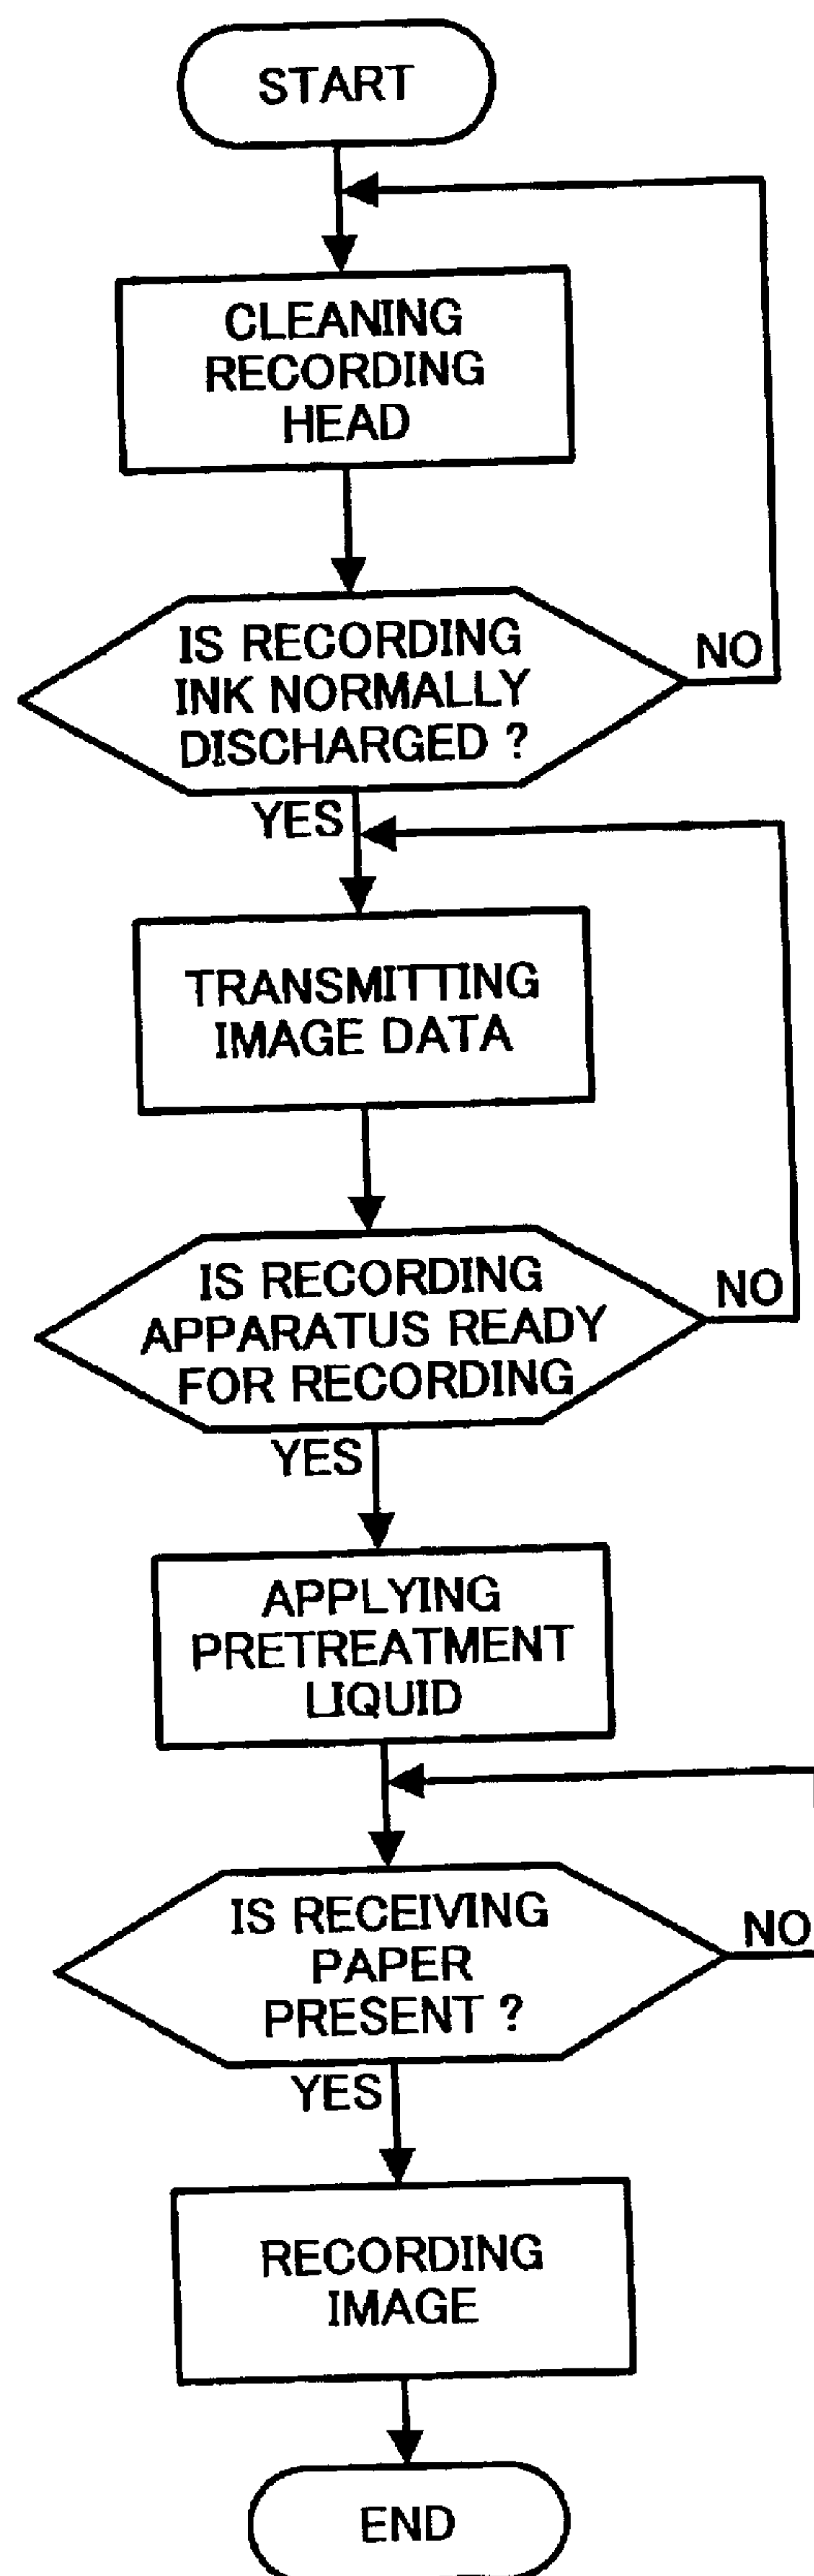 START
CLEANING
RECORDING
HEAD
IS RECORDING
INK NORMALLY
DISCHARGED ?
NO
YES
TRANSMITTING
IMAGE DATA
IS RECORDING
APPARATUS READY
FOR RECORDING
NO
YES
APPLYING
PRETREATMENT
LIQUID
IS RECEIVING
PAPER
PRESENT ?
NO
YES
RECORDING
IMAGE
END